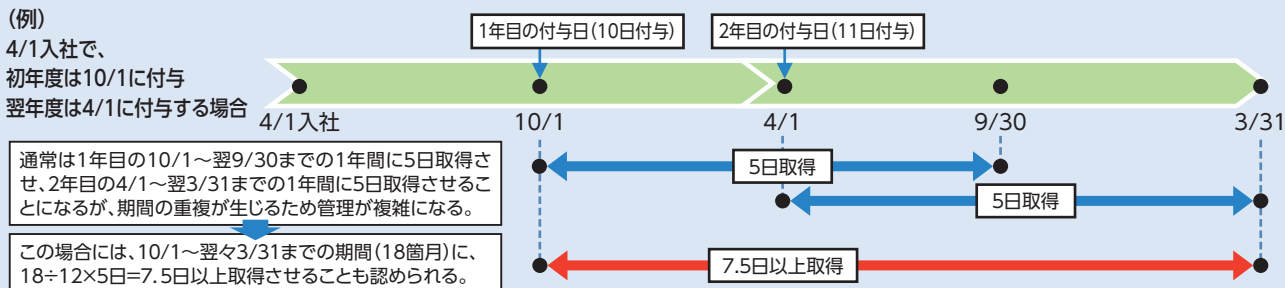 (例)
4/1入社で、
初年度は10/1に付与
翌年度は4/1に付与する場合
1年目の付与日(10日付与)
2年目の付与日(11日付与)
4/1入社
10/1
4/1
9/30
3/31
通常は1年目の10/1～翌9/30までの1年間に5日取得さ
せ、2年目の4/1～翌3/31までの1年間に5日取得させるこ
とになるが、期間の重複が生じるため管理が複雑になる。
5日取得
5日取得
この場合には、10/1～翌々3/31までの期間(18箇月)に、
18÷12×5日=7.5日以上取得させることも認められる。
7.5日以上取得